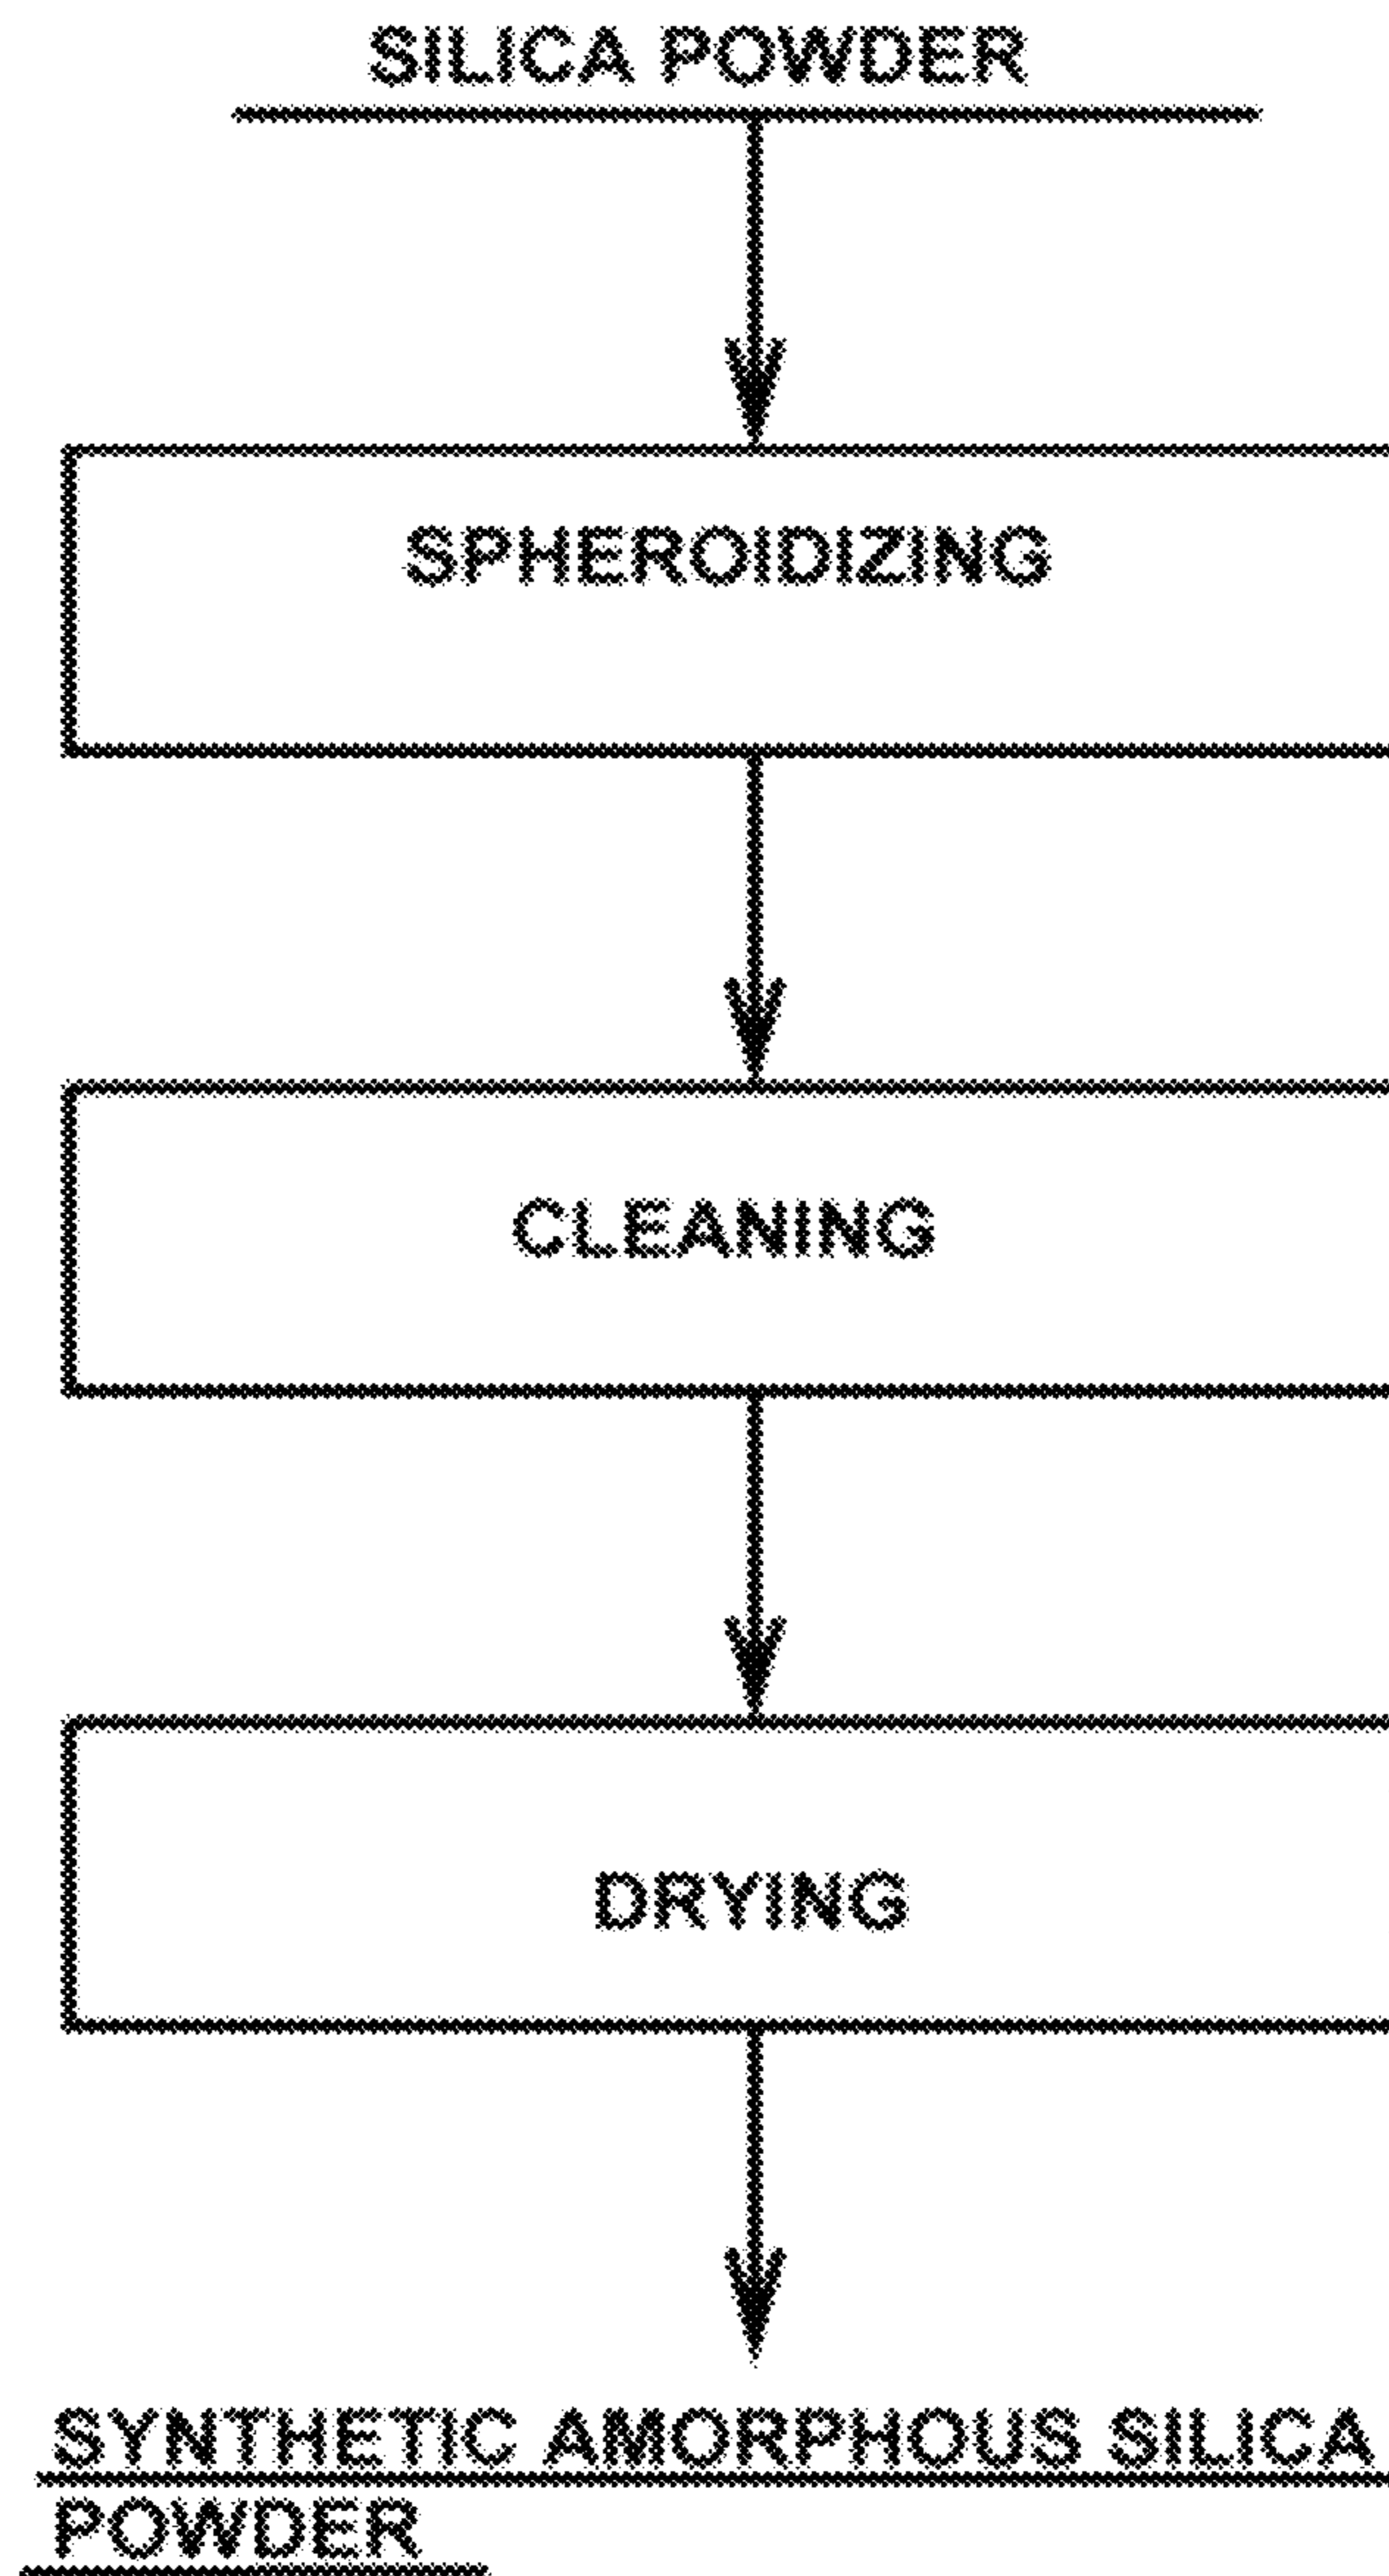 SILICA POWDER
SPHEROIDIZING
CLEANING
DRYING
SYNTHETIC AMORPHOUS SILICA
POWDER